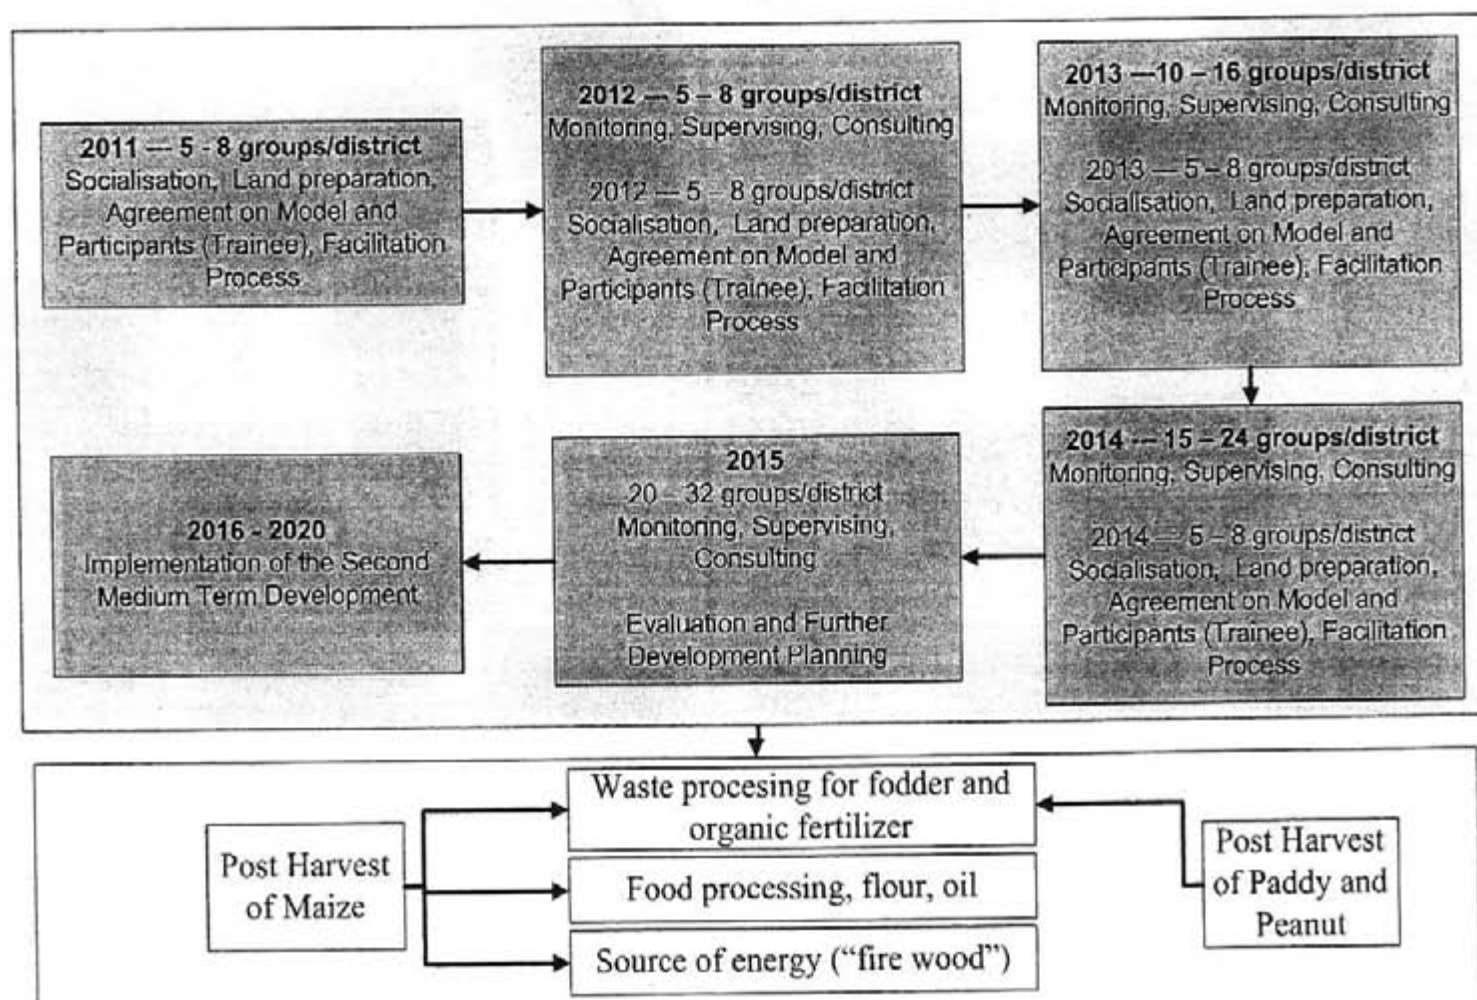 2011 — 5 - 8 groups/district
Socialisation, Land preparation,
Agreement on Model and
Participants (Trainee), Facilitation
Process
2012 — 5 – 8 groups/district
Monitoring, Supervising, Consulting
2012 — 5 – 8 groups/district
Socialisation, Land preparation,
Agreement on Model and
Participants (Trainee), Facilitation
Process
2013 —10 – 16 groups/district
Monitoring, Supervising, Consulting
2013 — 5 – 8 groups/district
Socialisation, Land preparation,
Agreement on Model and
Participants (Trainee), Facilitation
Process
2014 — 15 – 24 groups/district
Monitoring, Supervising, Consulting
2014 — 5 – 8 groups/district
Socialisation, Land preparation,
Agreement on Model and
Participants (Trainee), Facilitation
Process
2015
20 – 32 groups/district
Monitoring, Supervising,
Consulting
Evaluation and Further
Development Planning
2016 - 2020
Implementation of the Second
Medium Term Development
Post Harvest
of Maize
Waste procesing for fodder and
organic fertilizer
Food processing, flour, oil
Source of energy (“fire wood”)
Post Harvest
of Paddy and
Peanut